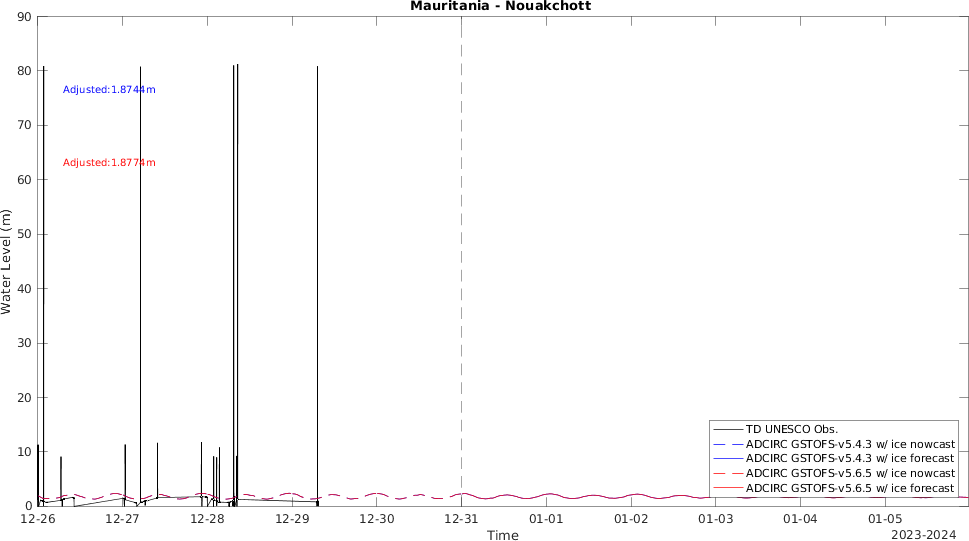 Mauritania - Nouakchott
90
80
70
60
50
40
30
20
10
0
Water Level (m)
Adjusted:1.8744m
Adjusted:1.8774m
TD UNESCO Obs.
ADCIRC GSTOFS-v5.4.3 w/ ice nowcast
ADCIRC GSTOFS-v5.4.3 w/ ice forecast
ADCIRC GSTOFS-v5.6.5 w/ ice nowcast
ADCIRC GSTOFS-v5.6.5 w/ ice forecast
12-26 12-27 12-28 12-29 12-30 12-31 01-01 01-02 01-03 01-04 01-05
Time
2023-2024